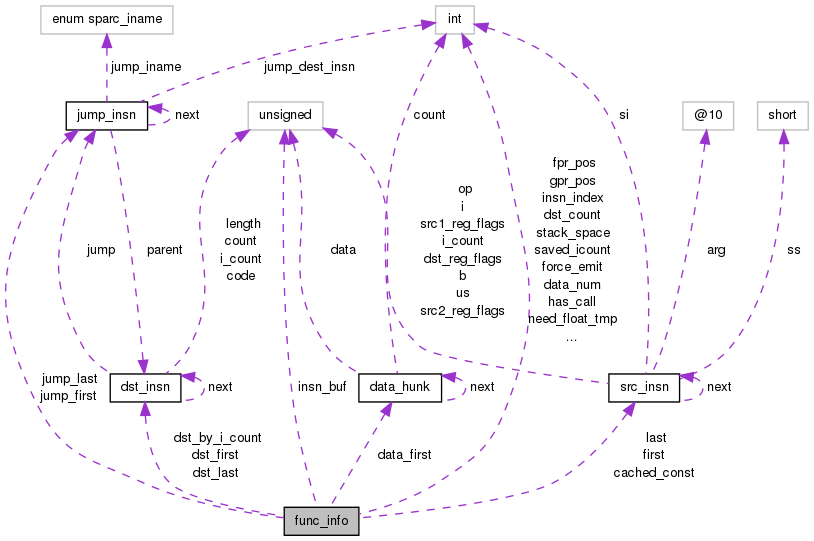 enum sparc_iname
int
jump_iname
jump_dest_insn
jump_insn
next
unsigned
count
si
@10
short
fpr_pos
gpr_pos
insn_index
dst_count
stack_space
saved_icount
force_emit
data_num
has_call
need_float_tmp
...
op
i
src1_reg_flags
i_count
dst_reg_flags
b
us
src2_reg_flags
length
count
i_count
code
jump
parent
data
arg
ss
jump_last
jump_first
dst_insn
next
insn_buf
data_hunk
next
src_insn
next
dst_by_i_count
dst_first
dst_last
data_first
last
first
cached_const
func_info